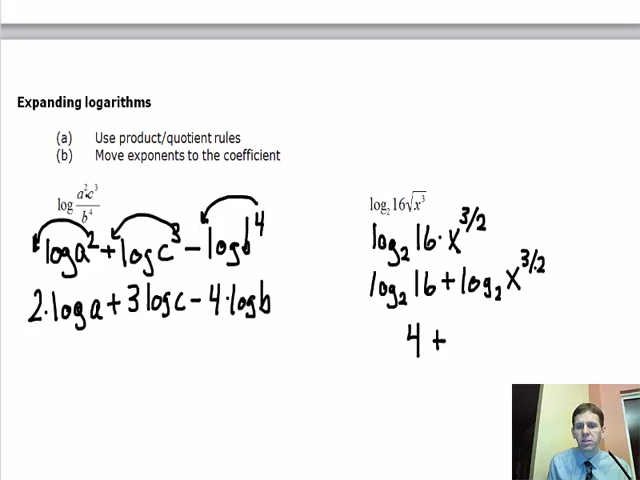 Expanding logarithms
(a) Use product/quotient rules
(b) Move exponents to the coefficient
log a²c³/b⁴
log a² + log c³ − log b⁴
2·log a + 3 log c − 4·log b
log₂ 16√x³
log₂ 16·x^3/2
log₂ 16 + log₂ x^3/2
4 +